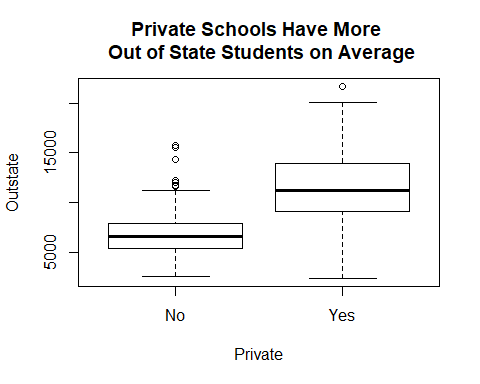 Private Schools Have More
Out of State Students on Average
Outstate
15000
5000
No
Yes
Private